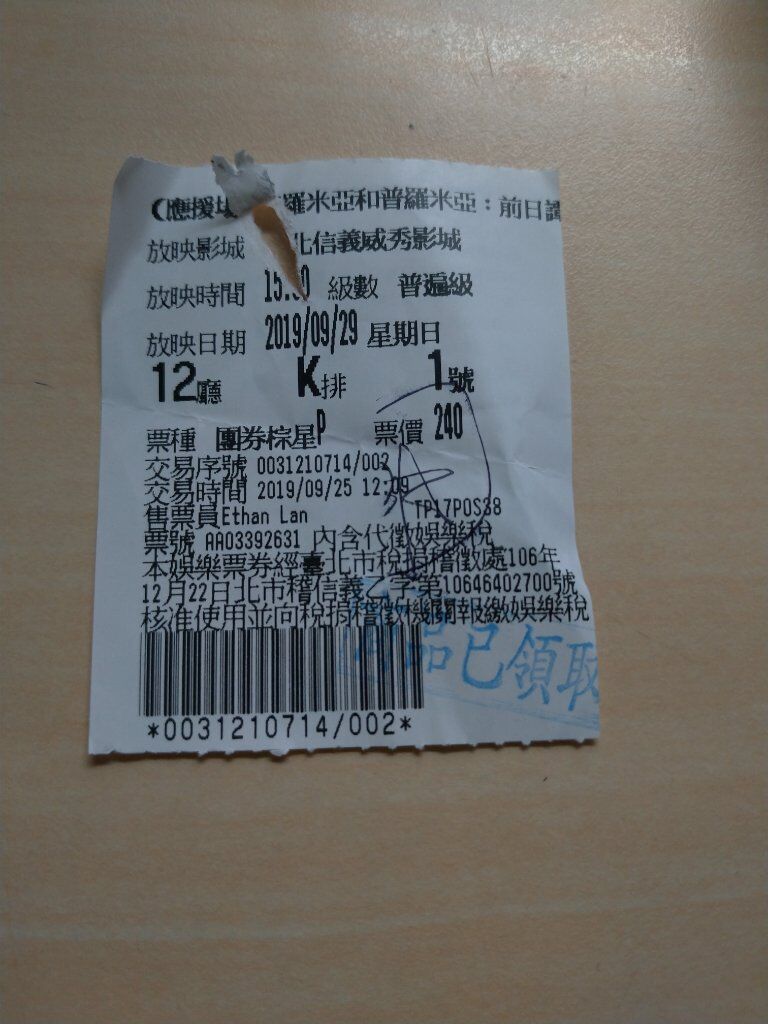 (應援場 羅米亞和普羅米亞：前日譚
放映影城 北信義威秀影城
放映時間 級數 普遍級
放映日期 2019/09/29 星期日
12廳 K排 1號
票種 團券棕星P 票價 240
交易序號 0031210714/002
交易時間 2019/09/25 12:09
售票員Ethan Lan TP17POS38
票號 AA03392631 內含代徵娛樂稅
本娛樂票券經臺北市稅捐稽徵處106年
12月22日北市稽信義乙字第10646402700號
核准使用並向稅捐稽徵機關報繳娛樂稅
品已領取
*0031210714/002*